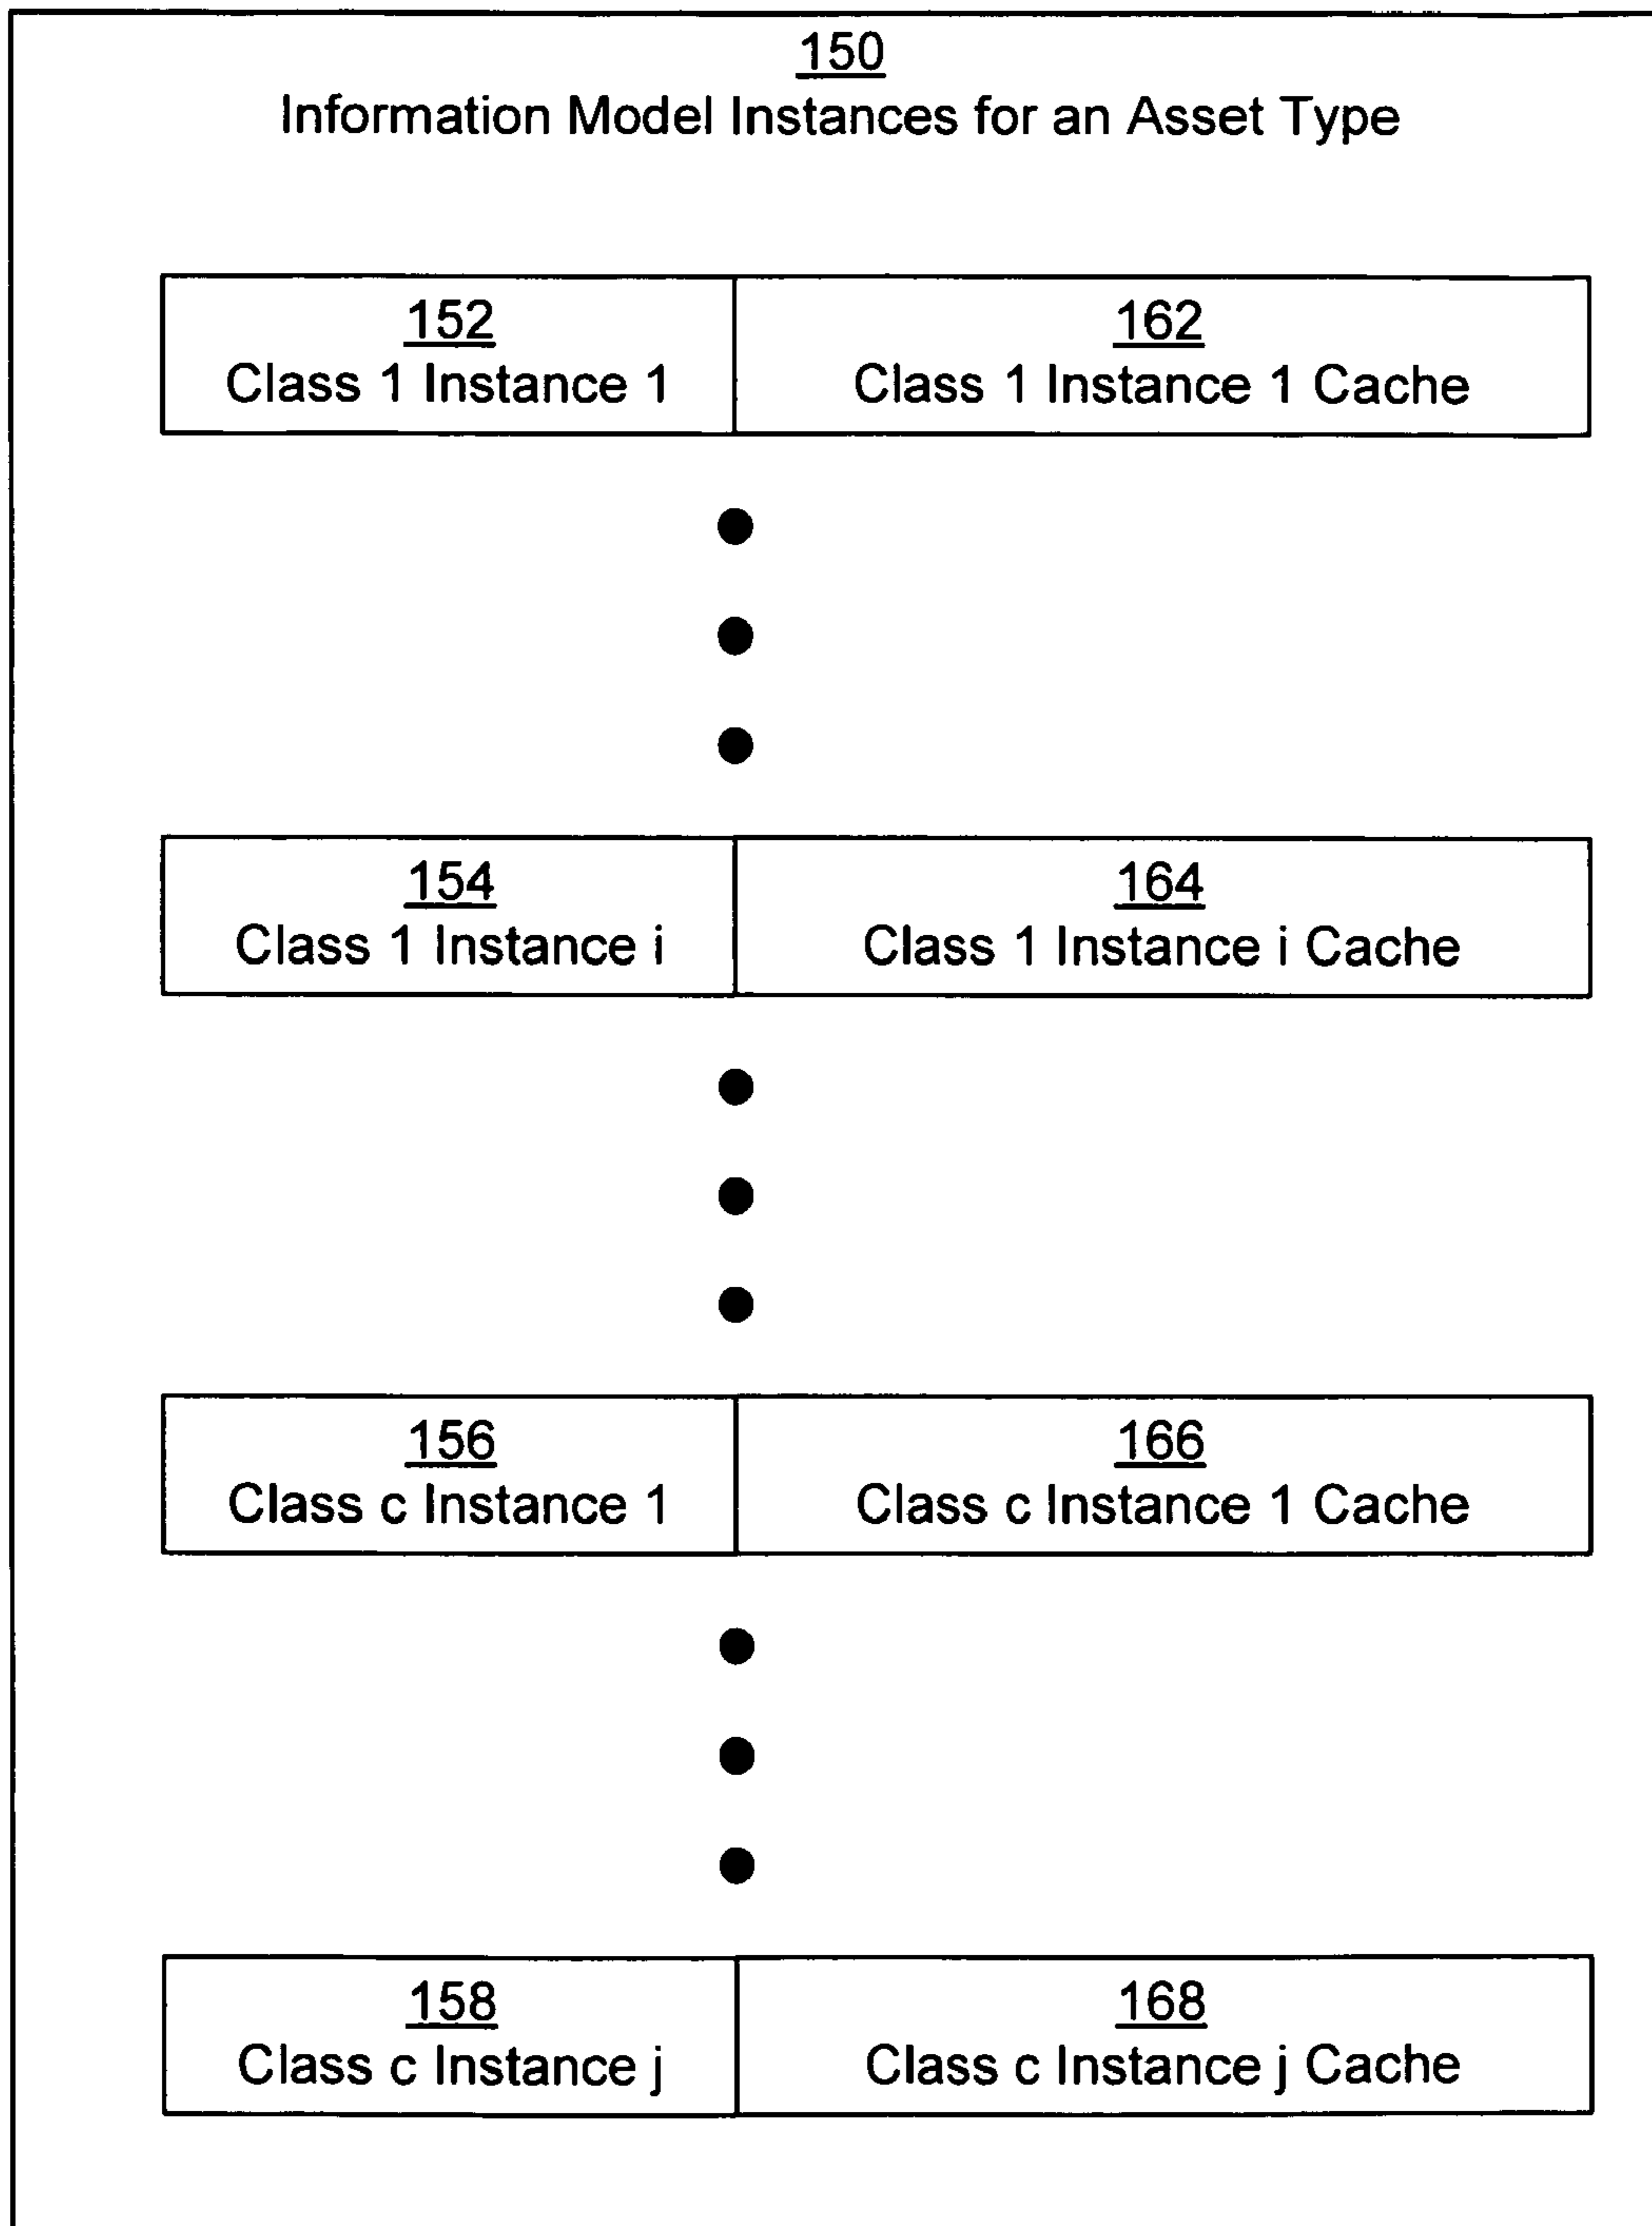 150
Information Model Instances for an Asset Type
152
Class 1 Instance 1
162
Class 1 Instance 1 Cache
154
Class 1 Instance i
164
Class 1 Instance i Cache
156
Class c Instance 1
166
Class c Instance 1 Cache
158
Class c Instance j
168
Class c Instance j Cache